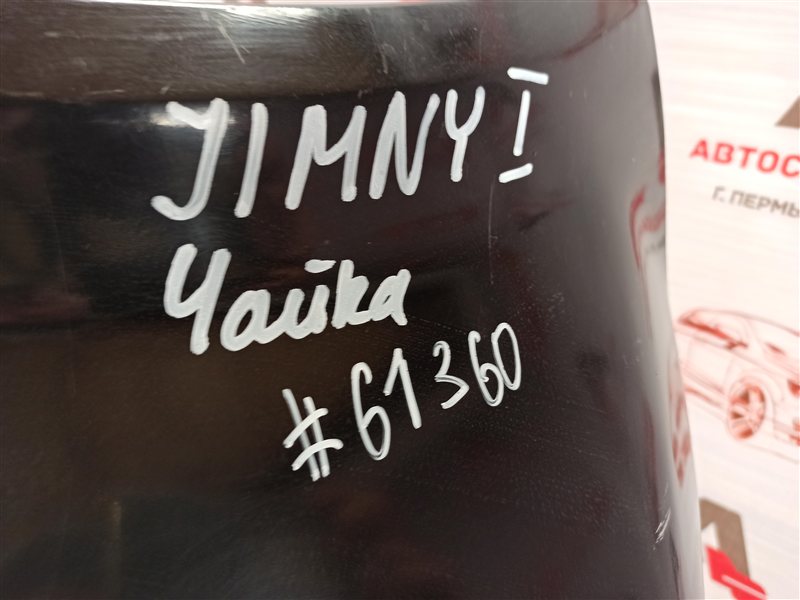 JIMNY I
Чайка
#61360
АВТОС
Г. ПЕРМЬ